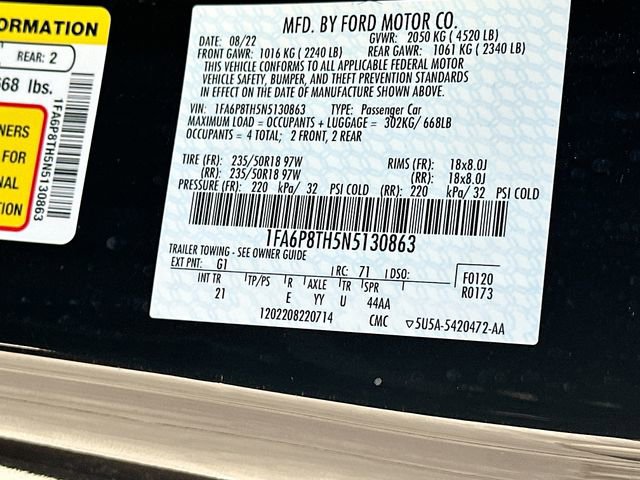 ORMATION
REAR: 2
668 lbs.
1FA6P8TH5N5130863
NERS
FOR
NAL
TION
MFD. BY FORD MOTOR CO.
DATE: 08/22 GVWR: 2050 KG ( 4520 LB)
FRONT GAWR: 1016 KG ( 2240 LB) REAR GAWR: 1061 KG ( 2340 LB)
THIS VEHICLE CONFORMS TO ALL APPLICABLE FEDERAL MOTOR
VEHICLE SAFETY, BUMPER, AND THEFT PREVENTION STANDARDS
IN EFFECT ON THE DATE OF MANUFACTURE SHOWN ABOVE.
VIN: 1FA6P8TH5N5130863 TYPE: Passenger Car
MAXIMUM LOAD = OCCUPANTS + LUGGAGE = 302KG/ 668LB
OCCUPANTS = 4 TOTAL; 2 FRONT, 2 REAR
TIRE (FR): 235/50R18 97W RIMS (FR): 18x8.0J
(RR): 235/50R18 97W (RR): 18x8.0J
PRESSURE (FR): 220 kPa/ 32 PSI COLD (RR): 220 kPa/ 32 PSI COLD
1FA6P8TH5N5130863
TRAILER TOWING - SEE OWNER GUIDE
EXT PNT: G1 RC: 71 DSO: F0120
INT TR TP/PS R AXLE TR SPR R0173
21 E YY U 44AA
1202208220714 CMC ▽5U5A-5420472-AA